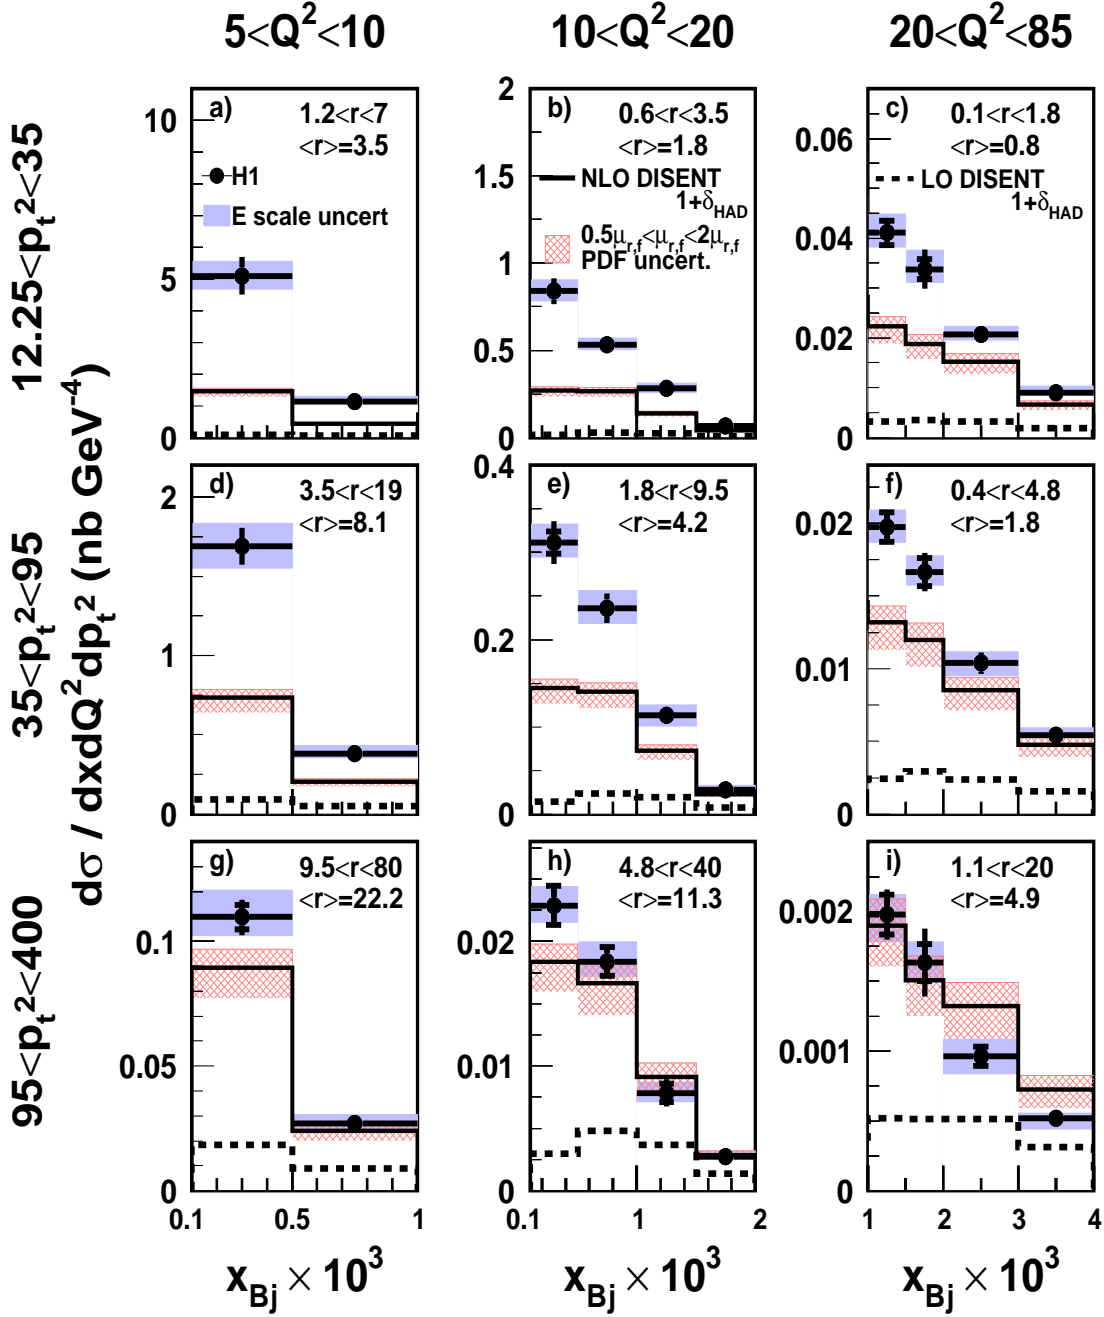 5<Q²<10
10<Q²<20
20<Q²<85
12.25<pₜ²<35
35<pₜ²<95
95<pₜ²<400
dσ / dxdQ²dpₜ² (nb GeV⁻⁴)
a)
1.2<r<7
<r>=3.5
H1
E scale uncert
10
5
0
b)
0.6<r<3.5
<r>=1.8
NLO DISENT
1+δHAD
0.5μr,f<μr,f<2μr,f
PDF uncert.
2
1.5
1
0.5
0
c)
0.1<r<1.8
<r>=0.8
LO DISENT
1+δHAD
0.06
0.04
0.02
0
d)
3.5<r<19
<r>=8.1
2
1
0
e)
1.8<r<9.5
<r>=4.2
0.4
0.2
0
f)
0.4<r<4.8
<r>=1.8
0.02
0.01
0
g)
9.5<r<80
<r>=22.2
0.1
0.05
0
h)
4.8<r<40
<r>=11.3
0.02
0.01
0
i)
1.1<r<20
<r>=4.9
0.002
0.001
0
0.1 0.5 1
0.1 1 2
1 2 3 4
xBj × 10³
xBj × 10³
xBj × 10³